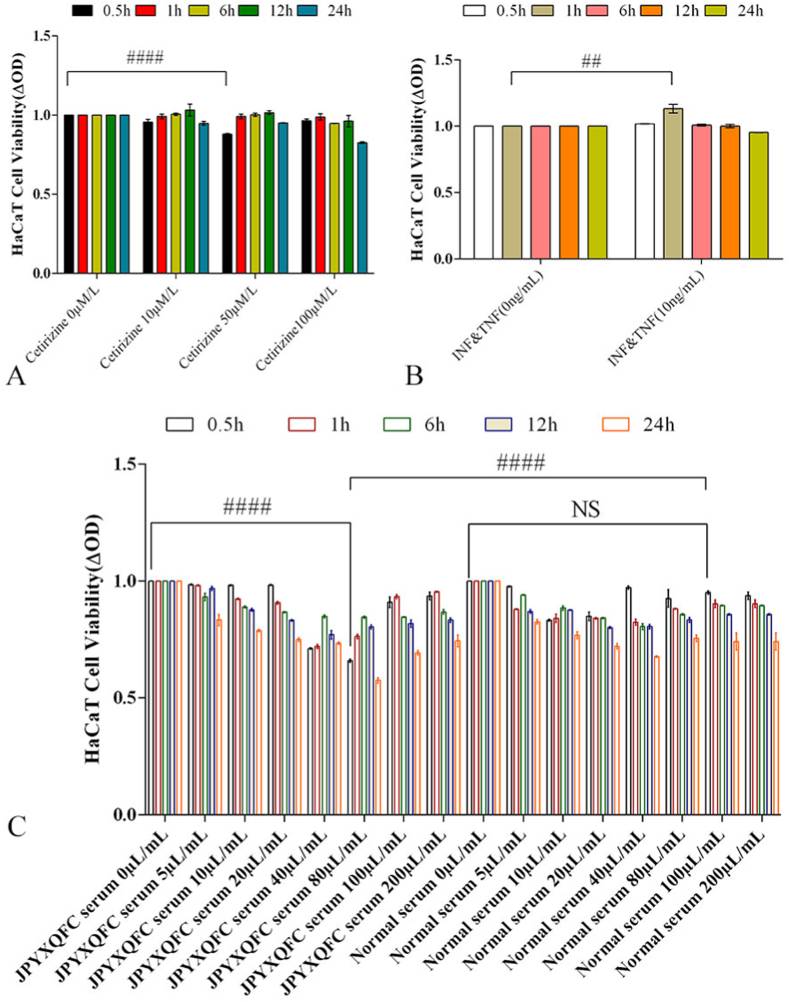 0.5h 1h 6h 12h 24h
HaCaT Cell Viability(ΔOD)
1.5
1.0
0.5
0.0
####
Cetirizine 0μM/L
Cetirizine 10μM/L
Cetirizine 50μM/L
Cetirizine100μM/L
A
0.5h 1h 6h 12h 24h
HaCaT Cell Viability(ΔOD)
1.5
1.0
0.5
0.0
##
INF&TNF(0ng/mL)
INF&TNF(10ng/mL)
B
0.5h 1h 6h 12h 24h
HaCaT Cell Viability(ΔOD)
1.5
1.0
0.5
0.0
####
####
NS
JPYXQFC serum 0μL/mL
JPYXQFC serum 5μL/mL
JPYXQFC serum 10μL/mL
JPYXQFC serum 20μL/mL
JPYXQFC serum 40μL/mL
JPYXQFC serum 80μL/mL
JPYXQFC serum 100μL/mL
JPYXQFC serum 200μL/mL
Normal serum 0μL/mL
Normal serum 5μL/mL
Normal serum 10μL/mL
Normal serum 20μL/mL
Normal serum 40μL/mL
Normal serum 80μL/mL
Normal serum 100μL/mL
Normal serum 200μL/mL
C